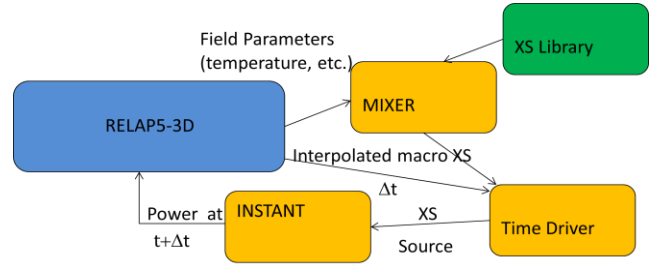 Field Parameters
(temperature, etc.)
XS Library
MIXER
RELAP5-3D
Interpolated macro XS
Δt
INSTANT
Power at
t+Δt
XS
Source
Time Driver